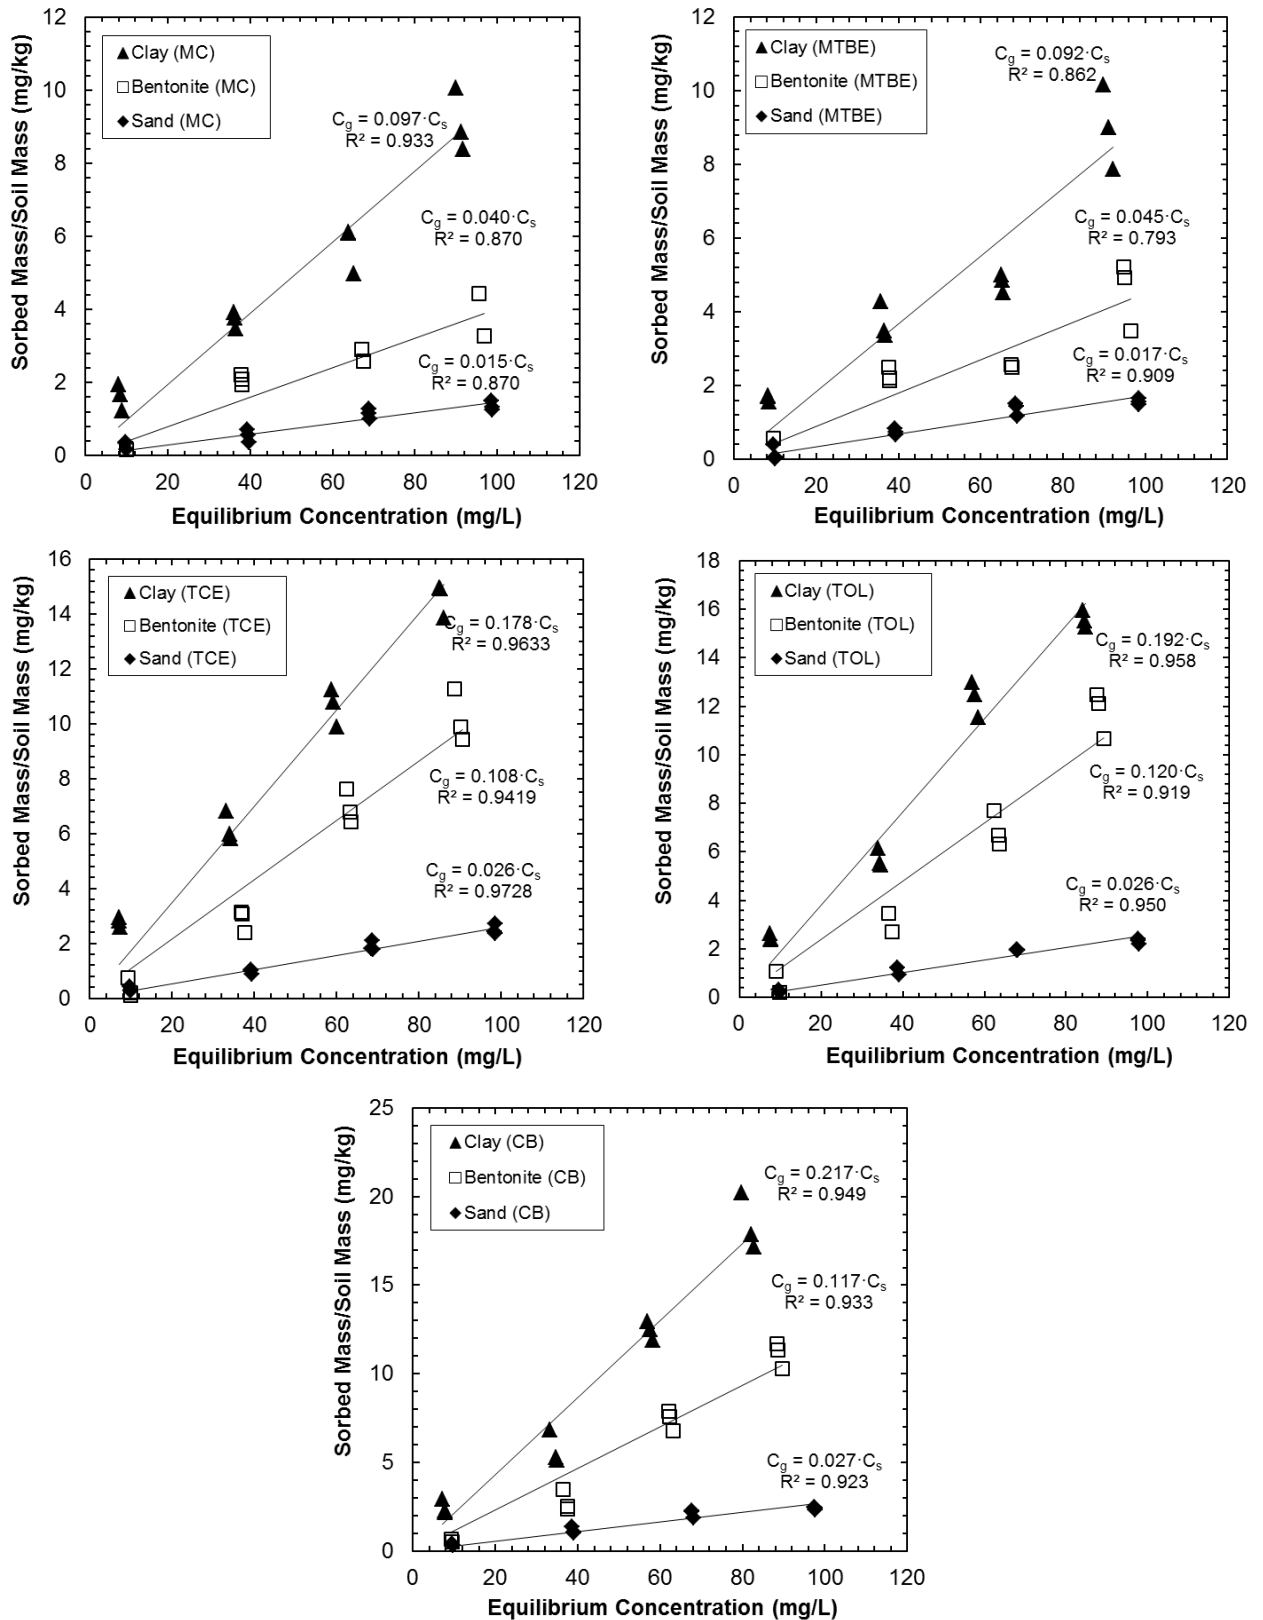 Sorbed Mass/Soil Mass (mg/kg)
12
10
8
6
4
2
0
Clay (MC)
Bentonite (MC)
Sand (MC)
Cg = 0.097·Cs
R² = 0.933
Cg = 0.040·Cs
R² = 0.870
Cg = 0.015·Cs
R² = 0.870
0 20 40 60 80 100 120
Equilibrium Concentration (mg/L)
Sorbed Mass/Soil Mass (mg/kg)
12
10
8
6
4
2
0
Clay (MTBE)
Bentonite (MTBE)
Sand (MTBE)
Cg = 0.092·Cs
R² = 0.862
Cg = 0.045·Cs
R² = 0.793
Cg = 0.017·Cs
R² = 0.909
0 20 40 60 80 100 120
Equilibrium Concentration (mg/L)
Sorbed Mass/Soil Mass (mg/kg)
16
14
12
10
8
6
4
2
0
Clay (TCE)
Bentonite (TCE)
Sand (TCE)
Cg = 0.178·Cs
R² = 0.9633
Cg = 0.108·Cs
R² = 0.9419
Cg = 0.026·Cs
R² = 0.9728
0 20 40 60 80 100 120
Equilibrium Concentration (mg/L)
Sorbed Mass/Soil Mass (mg/kg)
18
16
14
12
10
8
6
4
2
0
Clay (TOL)
Bentonite (TOL)
Sand (TOL)
Cg = 0.192·Cs
R² = 0.958
Cg = 0.120·Cs
R² = 0.919
Cg = 0.026·Cs
R² = 0.950
0 20 40 60 80 100 120
Equilibrium Concentration (mg/L)
Sorbed Mass/Soil Mass (mg/kg)
25
20
15
10
5
0
Clay (CB)
Bentonite (CB)
Sand (CB)
Cg = 0.217·Cs
R² = 0.949
Cg = 0.117·Cs
R² = 0.933
Cg = 0.027·Cs
R² = 0.923
0 20 40 60 80 100 120
Equilibrium Concentration (mg/L)